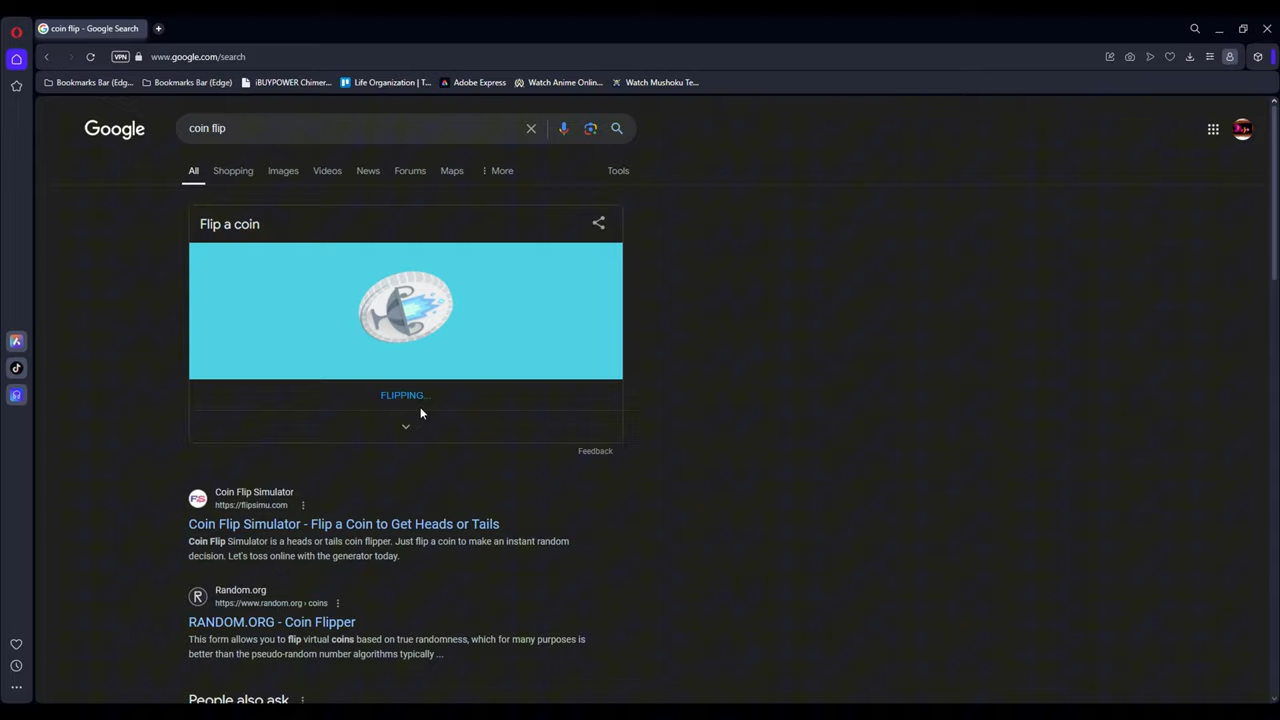 coin flip - Google Search
VPN
www.google.com/search
Bookmarks Bar (Edg...
Bookmarks Bar (Edge)
iBUYPOWER Chimer...
Life Organization | T...
Adobe Express
Watch Anime Onlin...
Watch Mushoku Te...
Google
coin flip
All
Shopping
Images
Videos
News
Forums
Maps
More
Tools
Flip a coin
FLIPPING...
Feedback
FS
Coin Flip Simulator
https://flipsimu.com
Coin Flip Simulator - Flip a Coin to Get Heads or Tails
Coin Flip Simulator is a heads or tails coin flipper. Just flip a coin to make an instant random
decision. Let's toss online with the generator today.
R
Random.org
https://www.random.org › coins
RANDOM.ORG - Coin Flipper
This form allows you to flip virtual coins based on true randomness, which for many purposes is
better than the pseudo-random number algorithms typically ...
People also ask